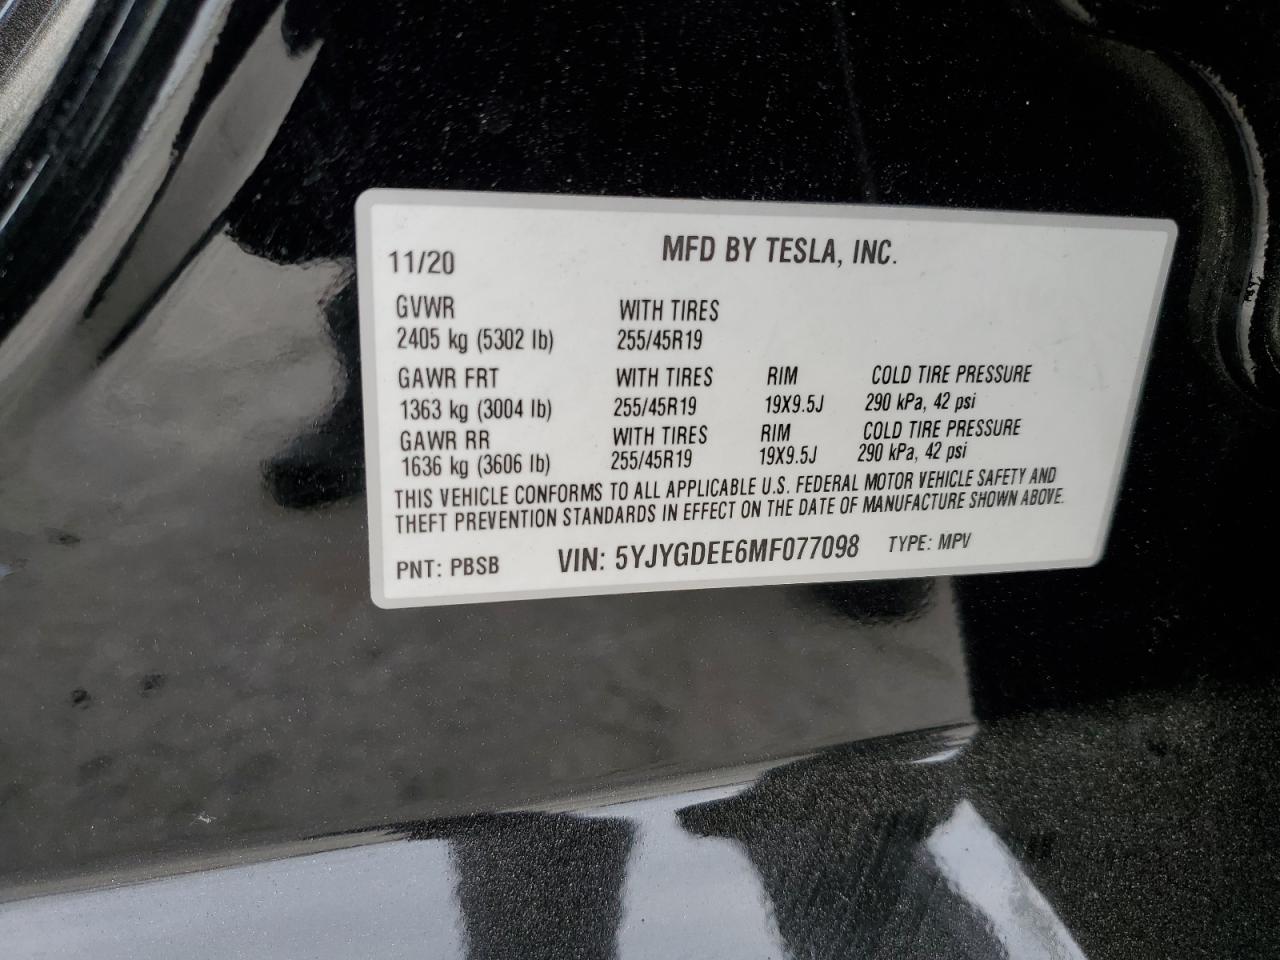 MFD BY TESLA, INC.
11/20
GVWR WITH TIRES
2405 kg (5302 lb) 255/45R19
GAWR FRT WITH TIRES RIM COLD TIRE PRESSURE
1363 kg (3004 lb) 255/45R19 19X9.5J 290 kPa, 42 psi
GAWR RR WITH TIRES RIM COLD TIRE PRESSURE
1636 kg (3606 lb) 255/45R19 19X9.5J 290 kPa, 42 psi
THIS VEHICLE CONFORMS TO ALL APPLICABLE U.S. FEDERAL MOTOR VEHICLE SAFETY AND
THEFT PREVENTION STANDARDS IN EFFECT ON THE DATE OF MANUFACTURE SHOWN ABOVE.
PNT: PBSB VIN: 5YJYGDEE6MF077098 TYPE: MPV